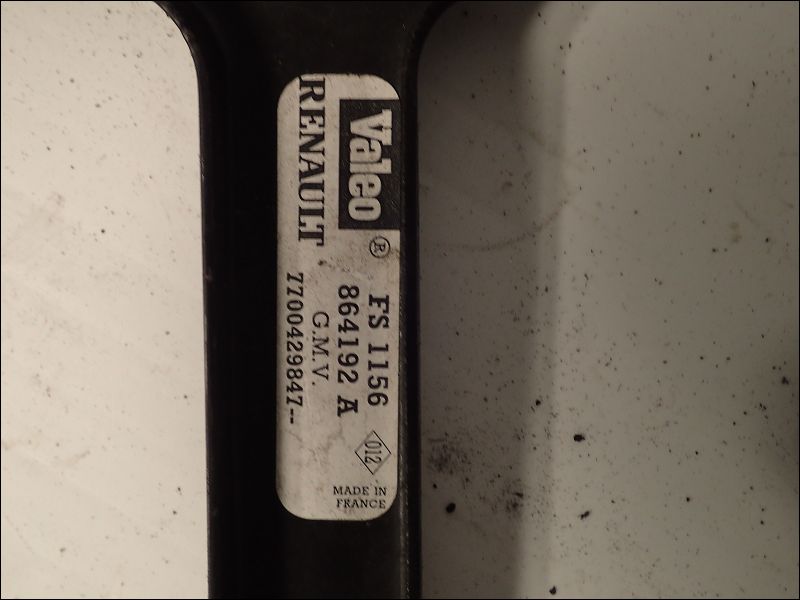 Valeo ®
RENAULT
FS 1156
864192 A
G.M.V.
7700429847--
012
MADE IN
FRANCE